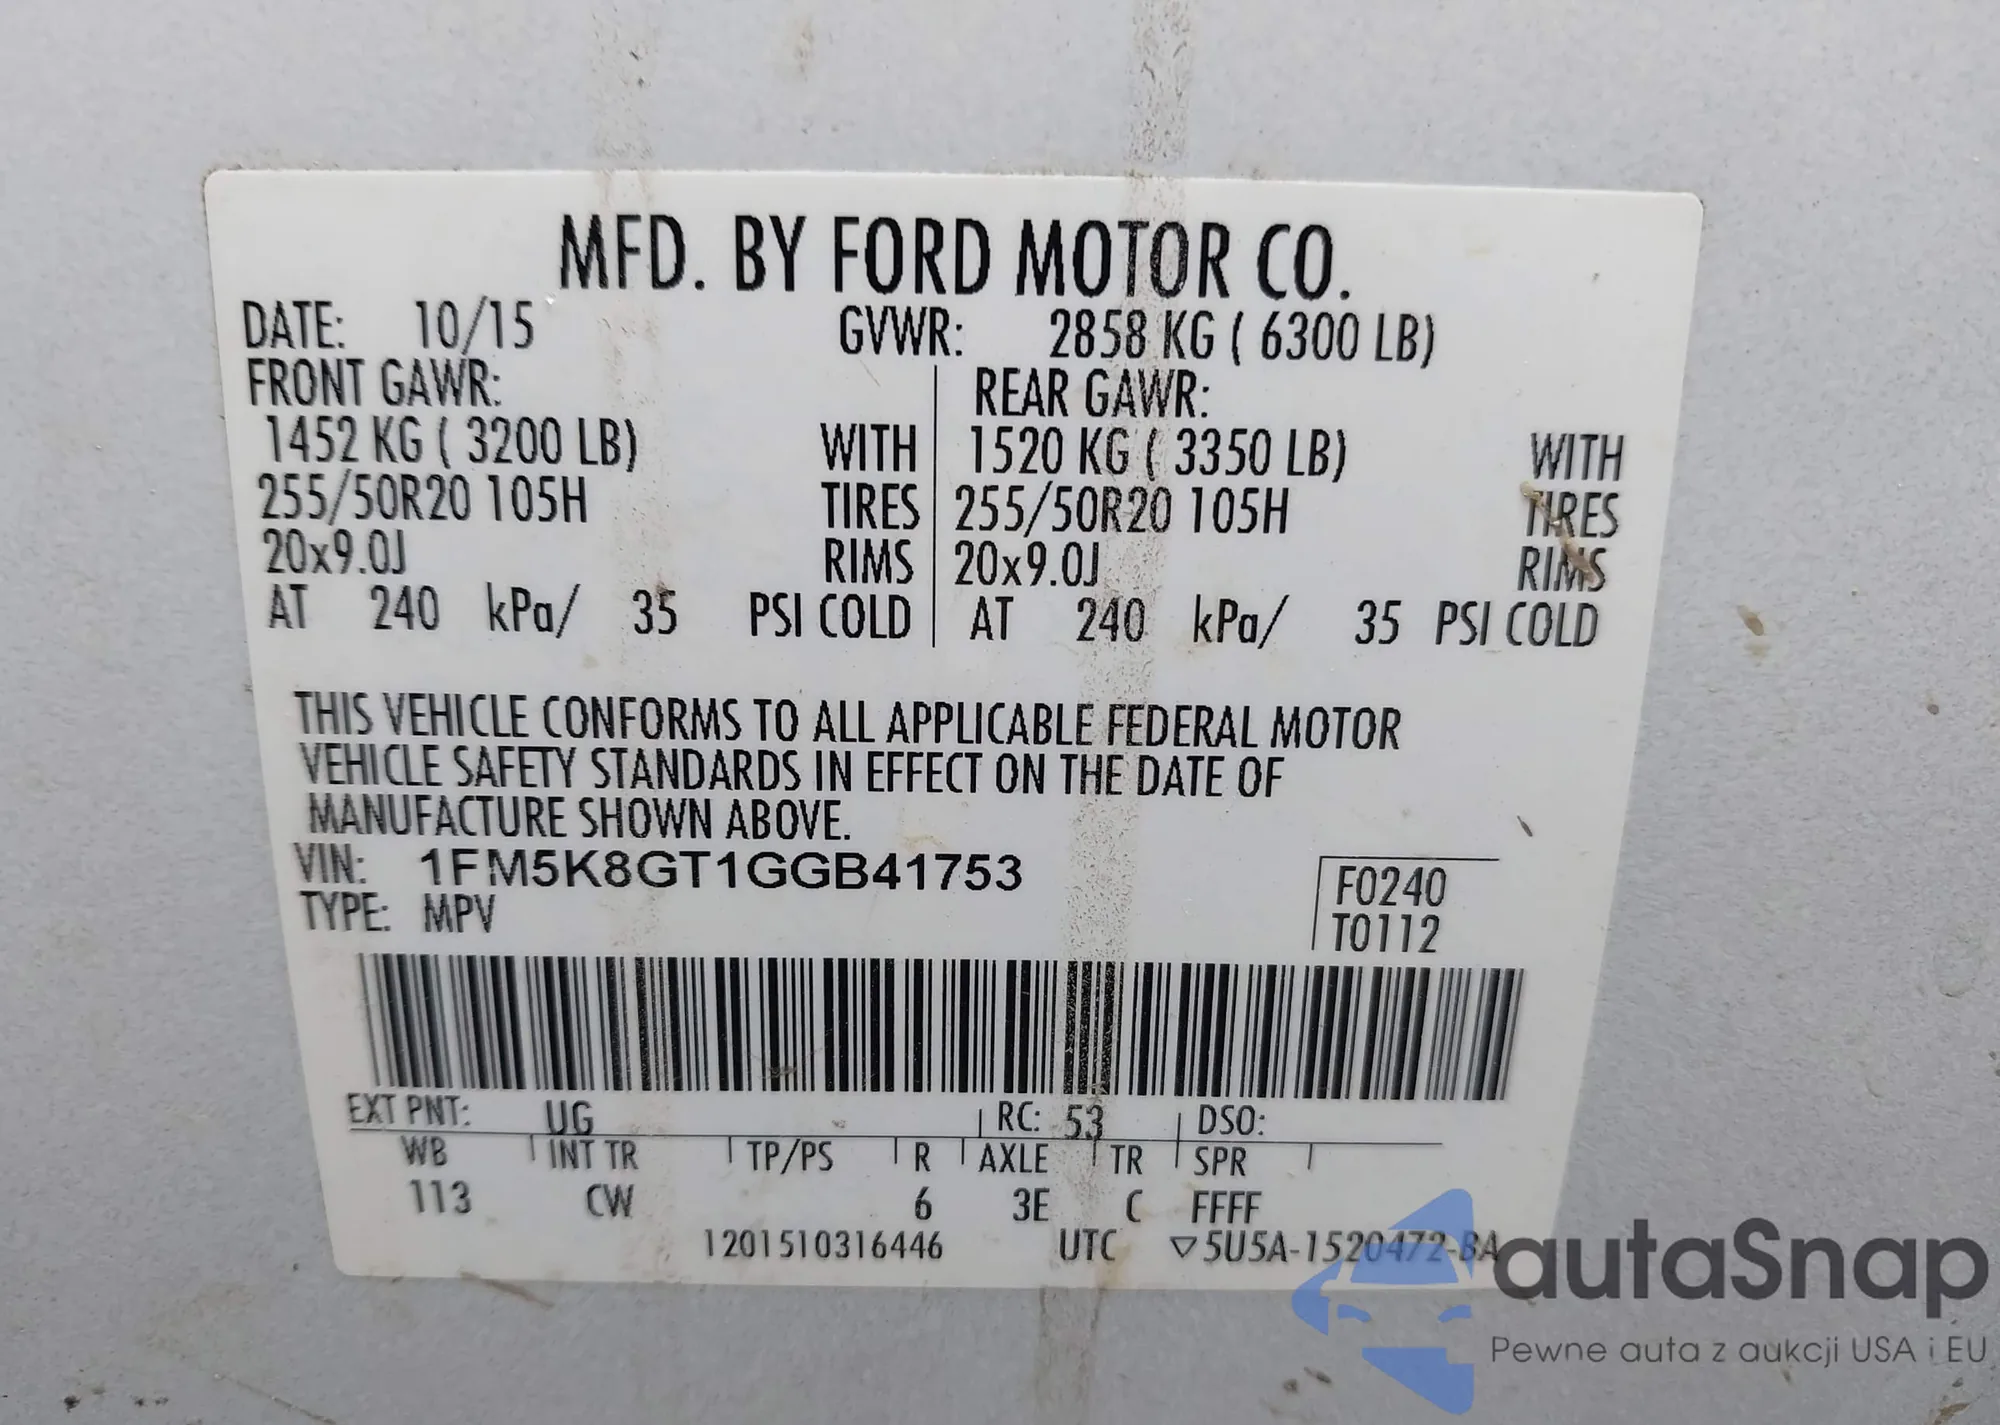 MFD. BY FORD MOTOR CO.
DATE: 10/15 GVWR: 2858 KG ( 6300 LB)
FRONT GAWR: REAR GAWR:
1452 KG ( 3200 LB) WITH 1520 KG ( 3350 LB) WITH
255/50R20 105H TIRES 255/50R20 105H TIRES
20x9.0J RIMS 20x9.0J RIMS
AT 240 kPa/ 35 PSI COLD AT 240 kPa/ 35 PSI COLD
THIS VEHICLE CONFORMS TO ALL APPLICABLE FEDERAL MOTOR
VEHICLE SAFETY STANDARDS IN EFFECT ON THE DATE OF
MANUFACTURE SHOWN ABOVE.
VIN: 1FM5K8GT1GGB41753
TYPE: MPV
F0240
T0112
EXT PNT: UG RC: 53 DSO:
WB INT TR TP/PS R AXLE TR SPR
113 CW 6 3E C FFFF
1201510316446 UTC ▽5U5A-1520472-BA
autaSnap
Pewne auta z aukcji USA i EU